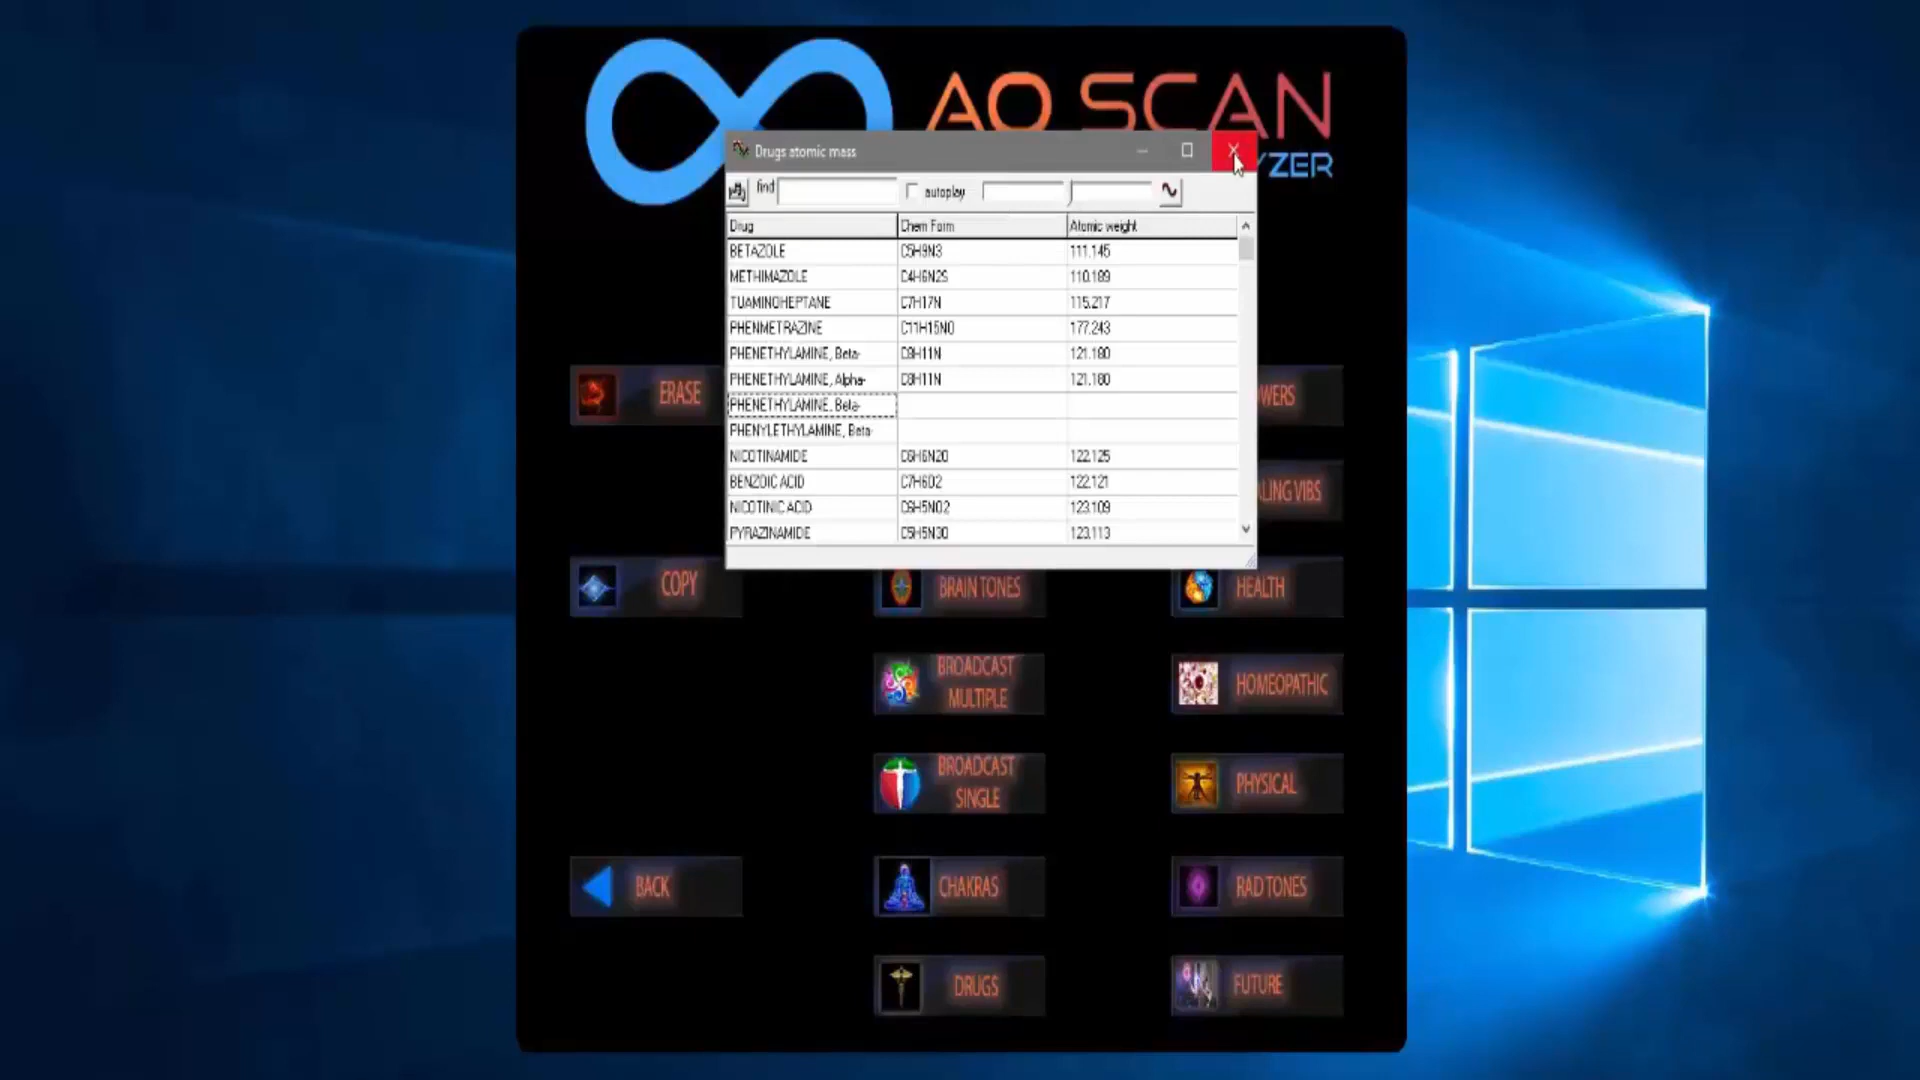 AO SCAN
YZER
Drugs atomic mass
find
autoplay
Drug Chem Form Atomic weight
BETAZOLE C5H9N3 111.145
METHIMAZOLE C4H6N2S 110.189
TUAMINOHEPTANE C7H17N 115.217
PHENMETRAZINE C11H15NO 177.243
PHENETHYLAMINE, Beta- C8H11N 121.180
PHENETHYLAMINE, Alpha- C8H11N 121.180
PHENETHYLAMINE, Beta-
PHENYLETHYLAMINE, Beta-
NICOTINAMIDE C6H6N2O 122.125
BENZOIC ACID C7H6O2 122.121
NICOTINIC ACID C6H5NO2 123.109
PYRAZINAMIDE C5H5N3O 123.113
ERASE
OWERS
LING VIBS
COPY
BRAIN TONES
HEALTH
BROADCAST
MULTIPLE
HOMEOPATHIC
BROADCAST
SINGLE
PHYSICAL
BACK
CHAKRAS
RAD TONES
DRUGS
FUTURE